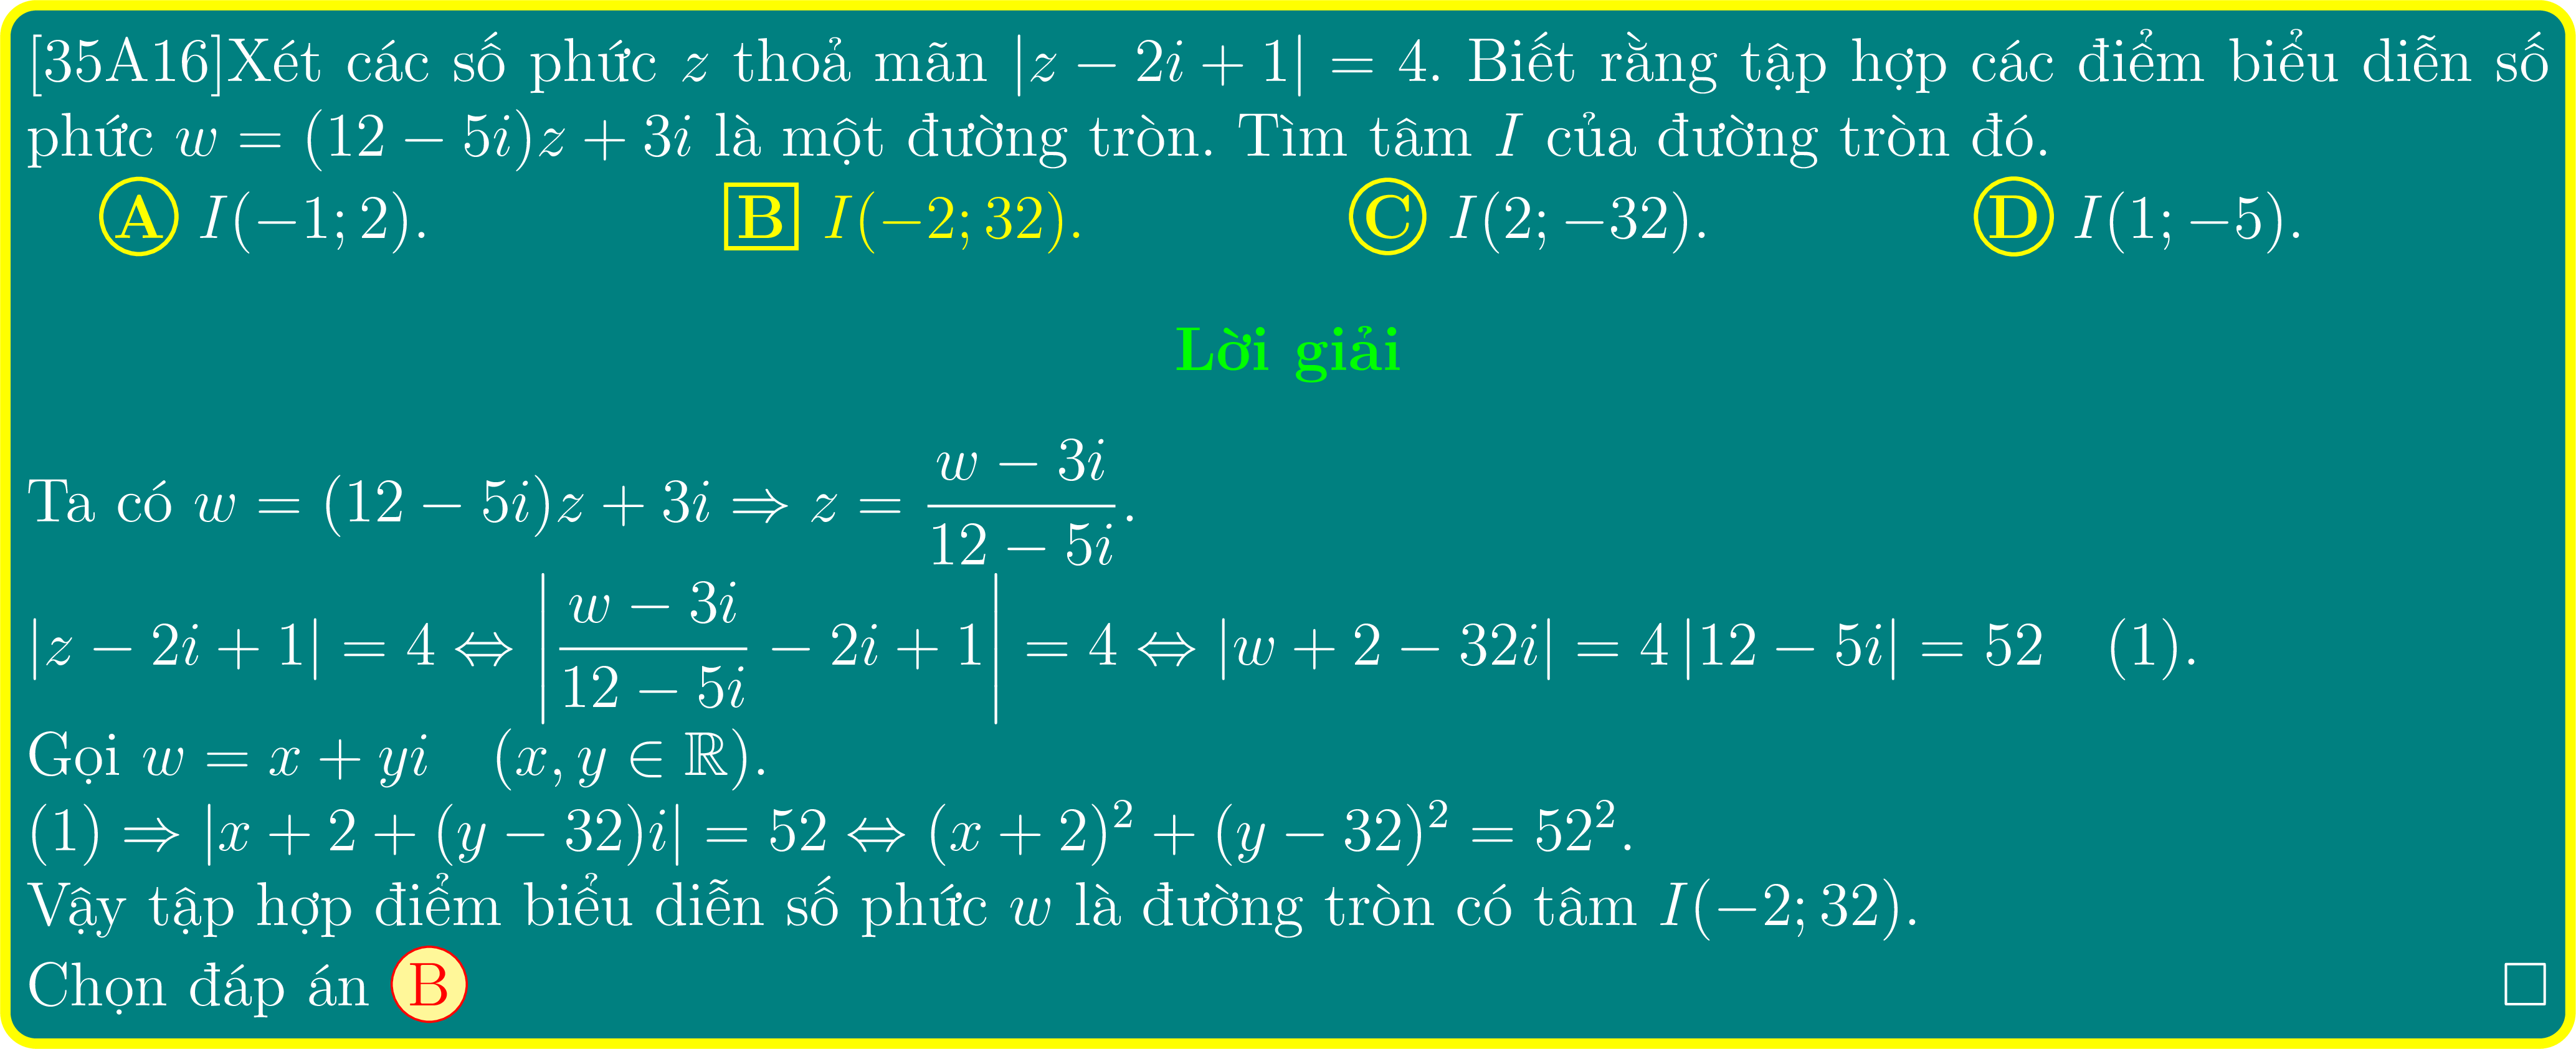 [35A16]Xét các số phức z thoả mãn |z − 2i + 1| = 4. Biết rằng tập hợp các điểm biểu diễn số
phức w = (12 − 5i)z + 3i là một đường tròn. Tìm tâm I của đường tròn đó.
A I(−1; 2). B I(−2; 32). C I(2; −32). D I(1; −5).
Lời giải
Ta có w = (12 − 5i)z + 3i ⇒ z = \frac{w − 3i}{12 − 5i}.
|z − 2i + 1| = 4 ⇔ |\frac{w − 3i}{12 − 5i} − 2i + 1| = 4 ⇔ |w + 2 − 32i| = 4 |12 − 5i| = 52 (1).
Gọi w = x + yi (x, y ∈ ℝ).
(1) ⇒ |x + 2 + (y − 32)i| = 52 ⇔ (x + 2)² + (y − 32)² = 52².
Vậy tập hợp điểm biểu diễn số phức w là đường tròn có tâm I(−2; 32).
Chọn đáp án B □